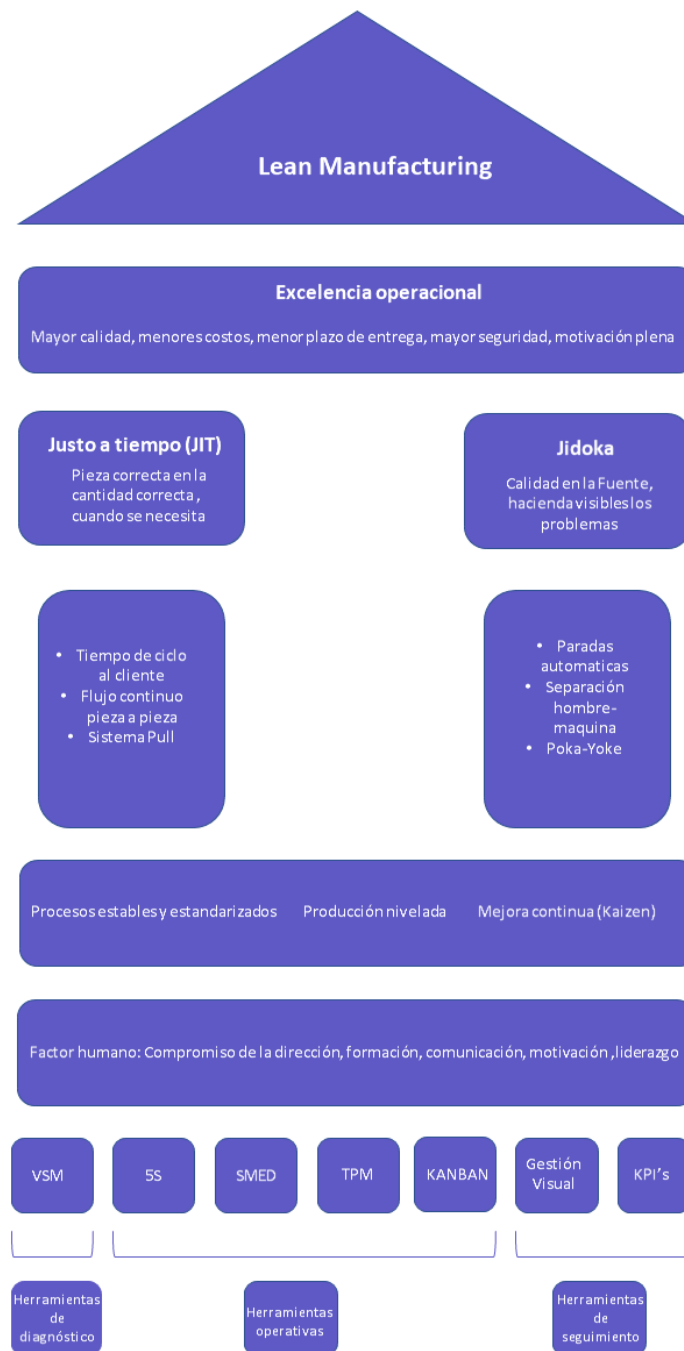 Lean Manufacturing
Excelencia operacional
Mayor calidad, menores costos, menor plazo de entrega, mayor seguridad, motivación plena
Justo a tiempo (JIT)
Pieza correcta en la
cantidad correcta ,
cuando se necesita
Jidoka
Calidad en la Fuente,
hacienda visibles los
problemas
• Tiempo de ciclo
al cliente
• Flujo continuo
pieza a pieza
• Sistema Pull
• Paradas
automaticas
• Separación
hombre-
maquina
• Poka-Yoke
Procesos estables y estandarizados Producción nivelada Mejora continua (Kaizen)
Factor humano: Compromiso de la dirección, formación, comunicación, motivación ,liderazgo
VSM
5S
SMED
TPM
KANBAN
Gestión
Visual
KPI's
Herramientas
de
diagnóstico
Herramientas
operativas
Herramientas
de
seguimiento